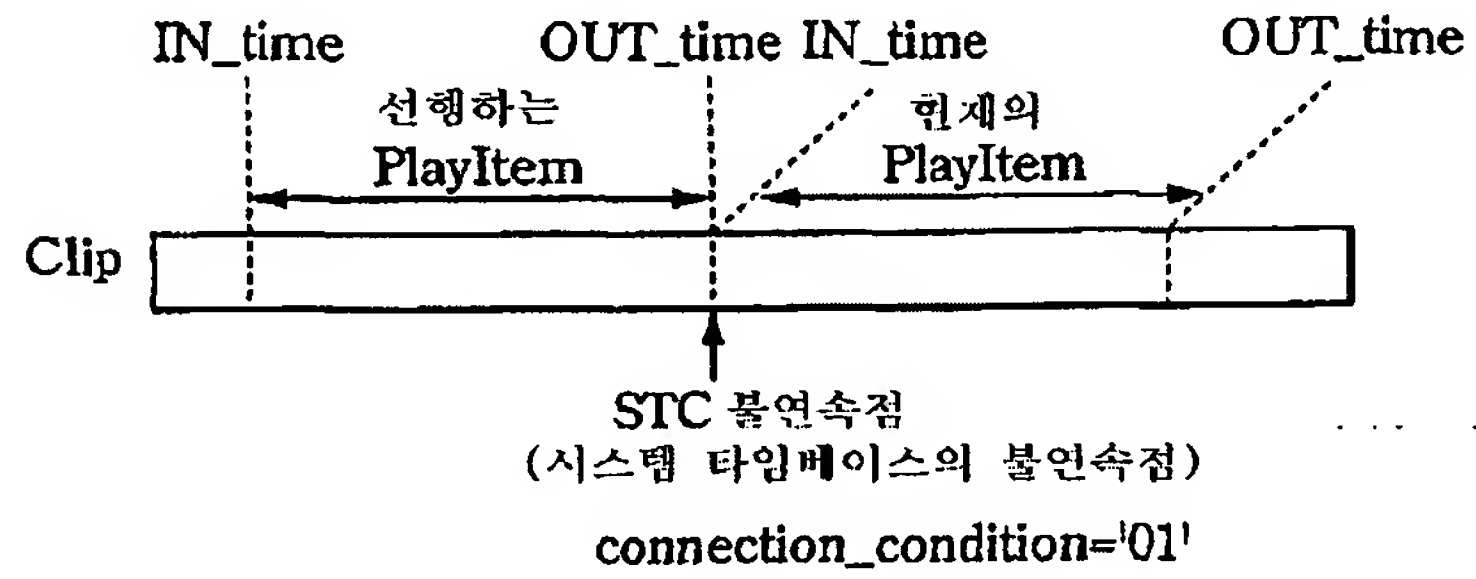 IN_time OUT_time IN_time OUT_time
선행하는 현재의
PlayItem PlayItem
Clip
STC 불연속점
(시스템 타임베이스의 불연속점)
connection_condition='01'